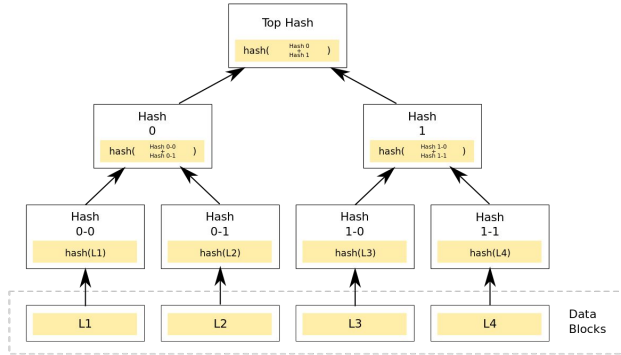 Top Hash
hash( Hash 0 + Hash 1 )
Hash
0
hash( Hash 0-0 + Hash 0-1 )
Hash
1
hash( Hash 1-0 + Hash 1-1 )
Hash
0-0
hash(L1)
Hash
0-1
hash(L2)
Hash
1-0
hash(L3)
Hash
1-1
hash(L4)
L1
L2
L3
L4
Data
Blocks